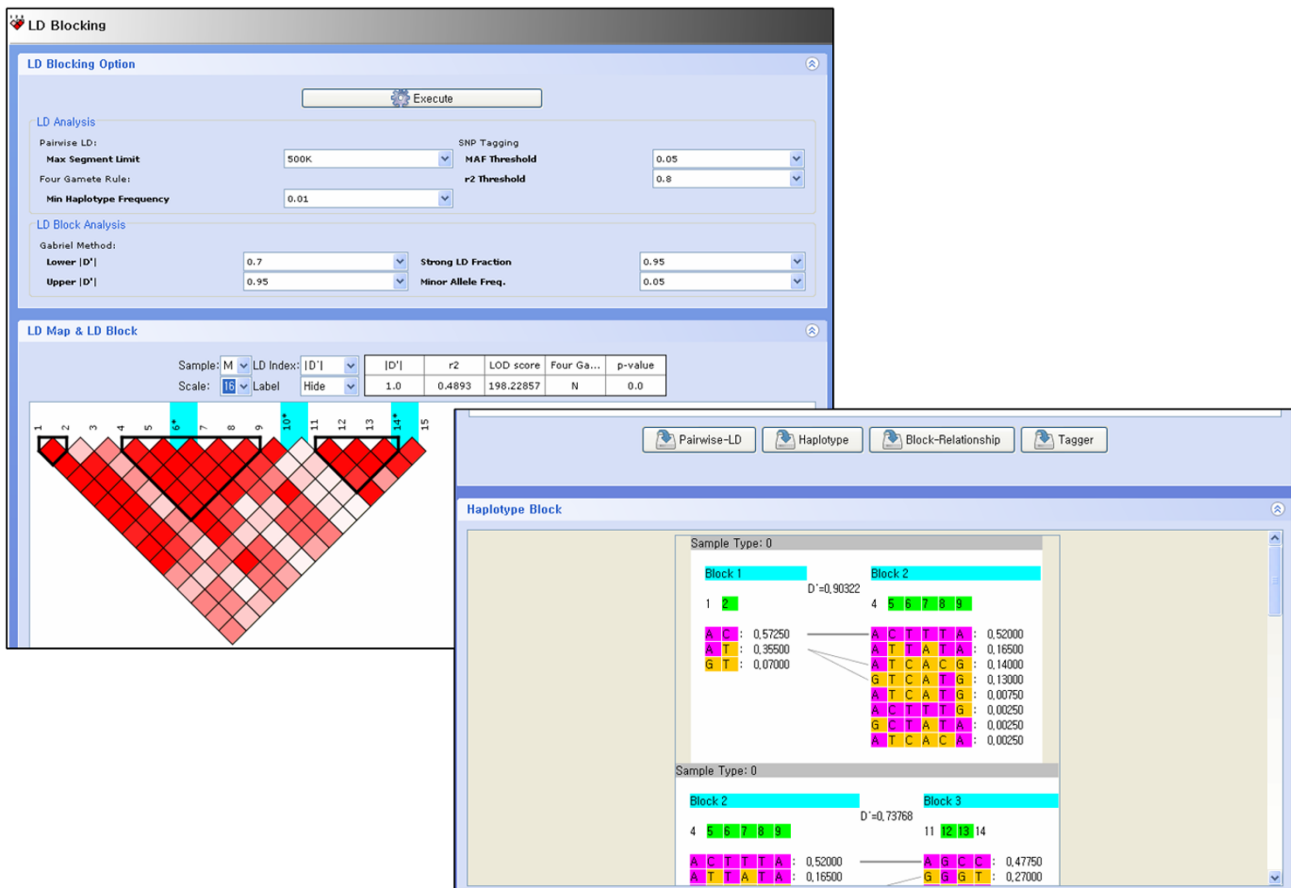 LD Blocking
LD Blocking Option
Execute
LD Analysis
Pairwise LD:
SNP Tagging
Max Segment Limit 500K MAF Threshold 0.05
Four Gamete Rule: r2 Threshold 0.8
Min Haplotype Frequency 0.01
LD Block Analysis
Gabriel Method:
Lower |D'| 0.7 Strong LD Fraction 0.95
Upper |D'| 0.95 Minor Allele Freq. 0.05
LD Map & LD Block
Sample: M LD Index: |D'| |D'| r2 LOD score Four Ga... p-value
Scale: 16 Label Hide 1.0 0.4893 198.22857 N 0.0
1 2 3 4 5 6* 7 8 9 10* 11 12 13 14* 15
Pairwise-LD Haplotype Block-Relationship Tagger
Haplotype Block
Sample Type: 0
Block 1 Block 2
D'=0,90322
1 2 4 5 6 7 8 9
A C : 0,57250 A C T T T A : 0,52000
A T : 0,35500 A T T A T A : 0,16500
G T : 0,07000 A T C A C G : 0,14000
G T C A T G : 0,13000
A T C A T G : 0,00750
A C T T T G : 0,00250
G C T A T A : 0,00250
A T C A C A : 0,00250
Sample Type: 0
Block 2 Block 3
D'=0,73768
4 5 6 7 8 9 11 12 13 14
A C T T T A : 0,52000 A G C C : 0,47750
A T T A T A : 0,16500 G G G T : 0,27000